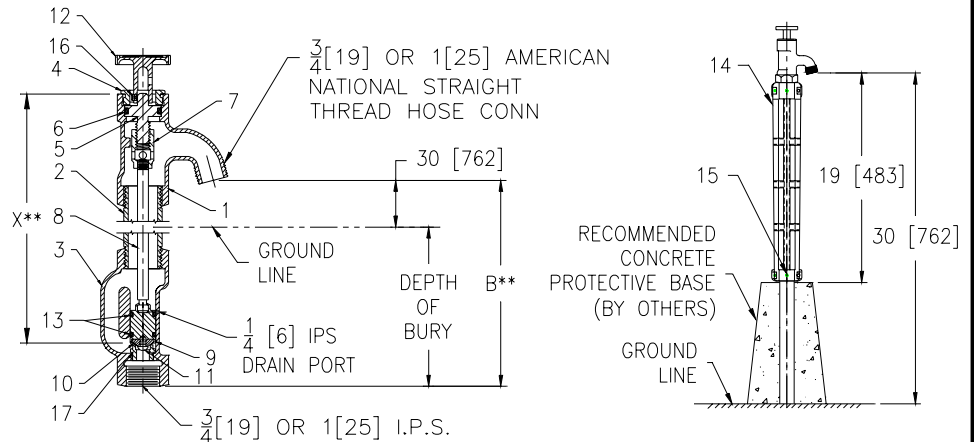 12
16
4
6
5
2
X**
8
3
13
10
17
7
3/4[19] OR 1[25] AMERICAN
NATIONAL STRAIGHT
THREAD HOSE CONN
30 [762]
1
GROUND
LINE
DEPTH
OF
BURY
B**
1/4 [6] IPS
DRAIN PORT
9
11
3/4[19] OR 1[25] I.P.S.
14
15
19 [483]
30 [762]
RECOMMENDED
CONCRETE
PROTECTIVE BASE
(BY OTHERS)
GROUND
LINE